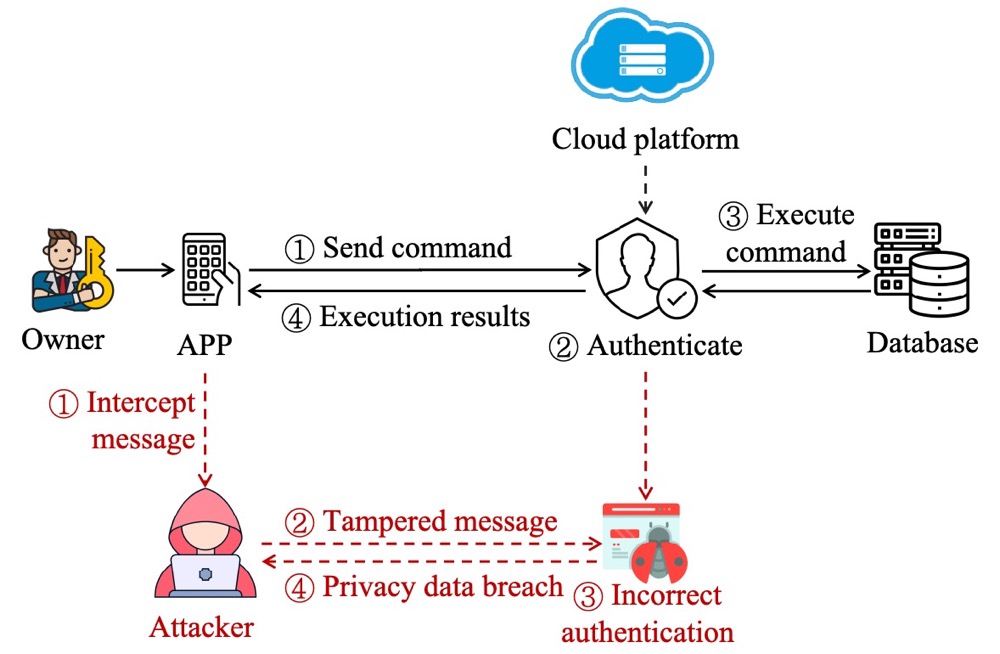 Cloud platform
③ Execute
command
① Send command
④ Execution results
Owner
APP
② Authenticate
Database
① Intercept
message
② Tampered message
④ Privacy data breach
③ Incorrect
authentication
Attacker